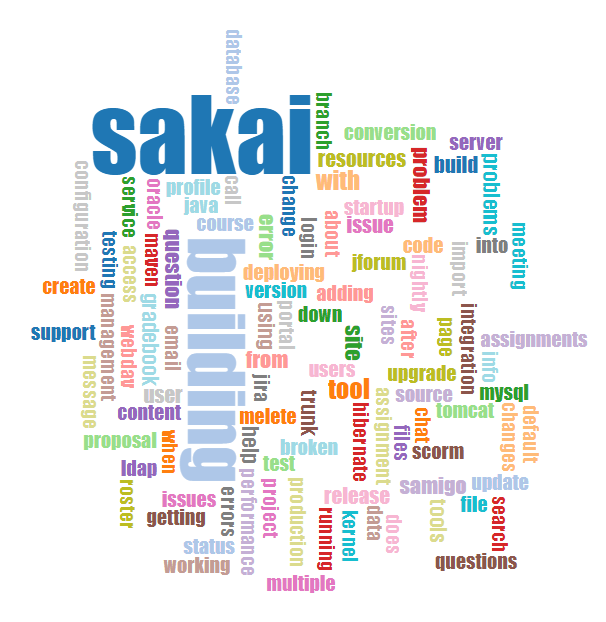 database
sakai
branch
conversion
server
resources
build
problem
problems
with
configuration
service
oracle
profile
java
call
change
startup
issue
course
login
about
error
question
maven
testing
access
code
into
meeting
import
jforum
nightly
deploying
building
version
adding
create
management
gradebook
using
portal
down
site
sites
after
page
integration
assignments
support
webdav
email
from
users
upgrade
info
message
user
jira
tool
source
mysql
content
melete
trunk
hibernate
assignment
chat
tomcat
changes
default
proposal
when
help
broken
files
scorm
ldap
test
roster
issues
errors
performance
project
production
release
samigo
update
getting
running
kernel
data
does
tools
file
search
status
working
questions
multiple